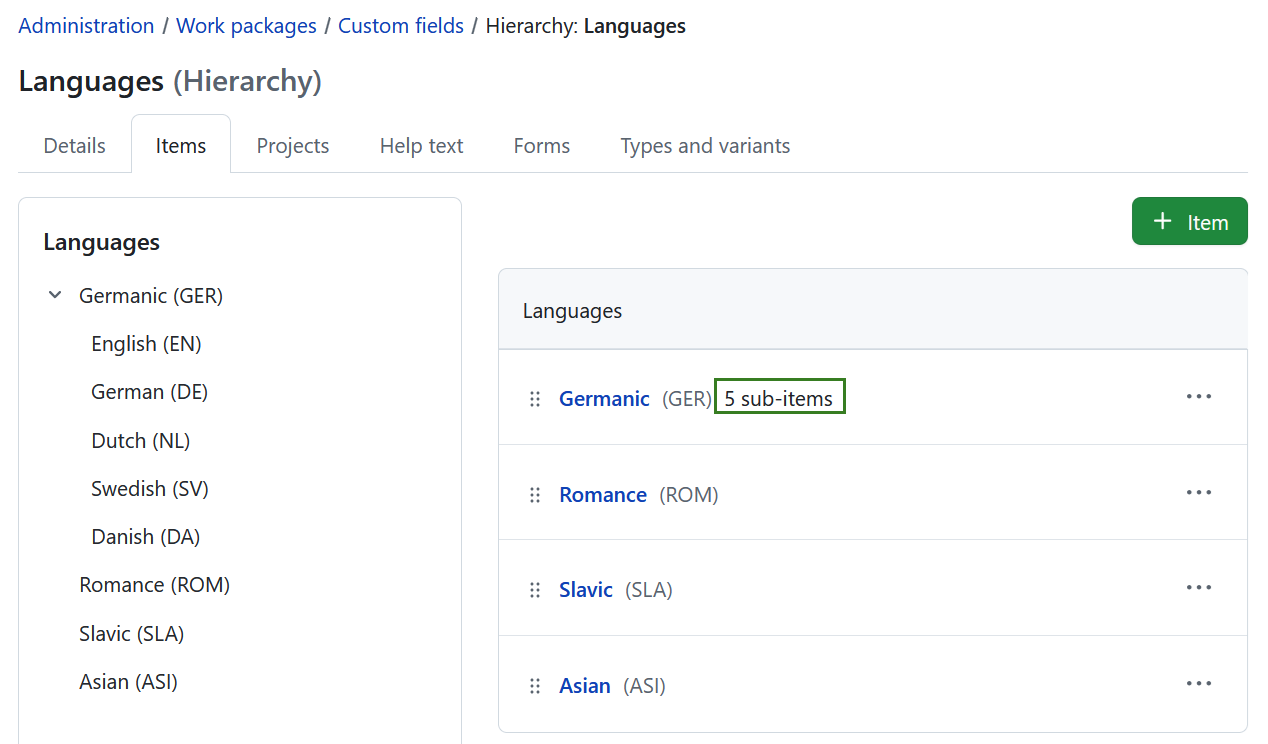 Administration / Work packages / Custom fields / Hierarchy: Languages
Languages (Hierarchy)
Details Items Projects Help text Forms Types and variants
Languages
Germanic (GER)
English (EN)
German (DE)
Dutch (NL)
Swedish (SV)
Danish (DA)
Romance (ROM)
Slavic (SLA)
Asian (ASI)
+ Item
Languages
Germanic (GER) 5 sub-items
Romance (ROM)
Slavic (SLA)
Asian (ASI)